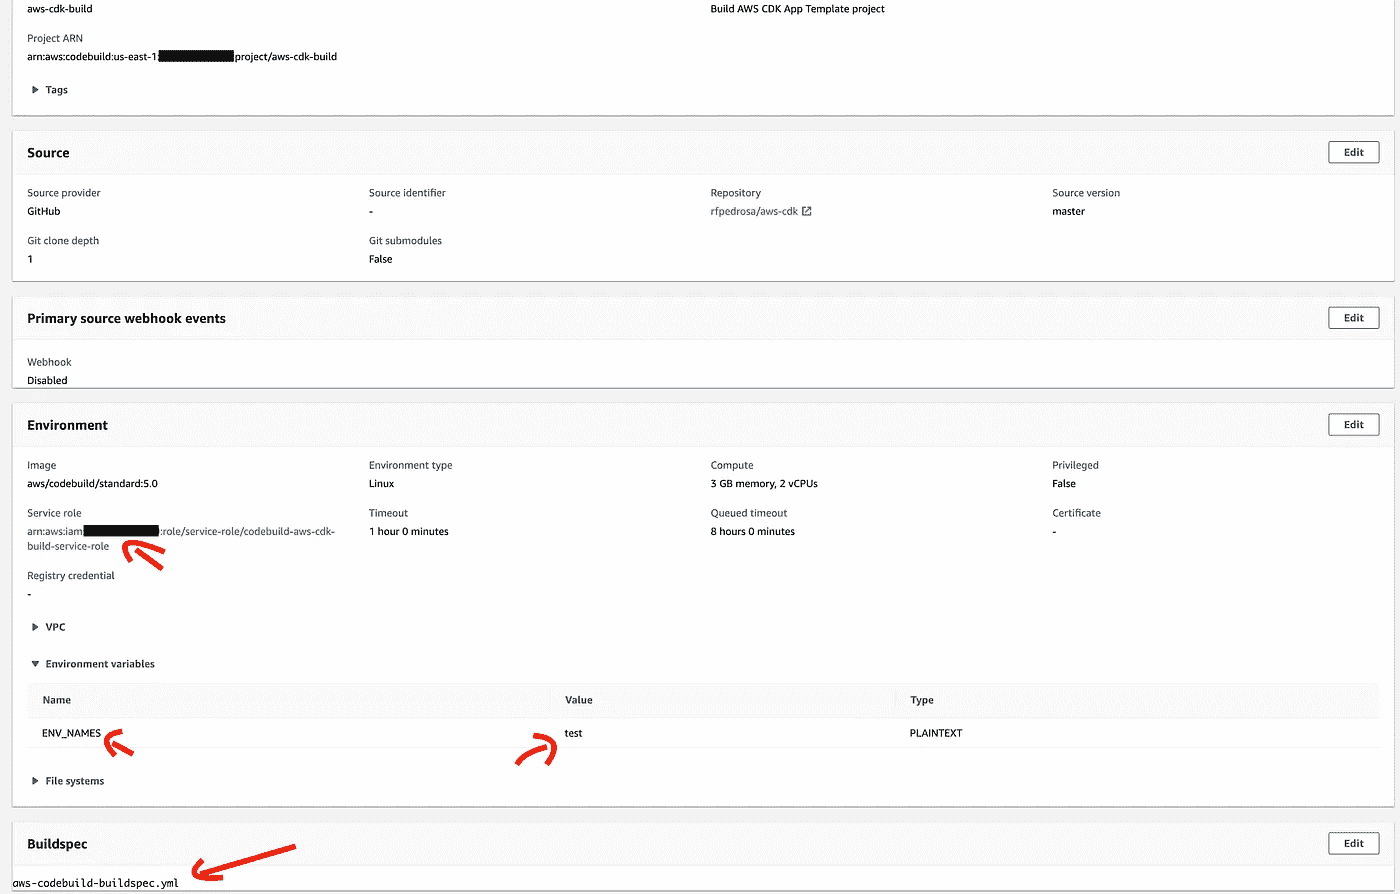 aws-cdk-build
Build AWS CDK App Template project
Project ARN
arn:aws:codebuild:us-east-1: project/aws-cdk-build
Tags
Source
Edit
Source provider
Source identifier
Repository
Source version
GitHub
-
rfpedrosa/aws-cdk
master
Git clone depth
Git submodules
1
False
Primary source webhook events
Edit
Webhook
Disabled
Environment
Edit
Image
Environment type
Compute
Privileged
aws/codebuild/standard:5.0
Linux
3 GB memory, 2 vCPUs
False
Service role
Timeout
Queued timeout
Certificate
arn:aws:iam :role/service-role/codebuild-aws-cdk-
build-service-role
1 hour 0 minutes
8 hours 0 minutes
-
Registry credential
-
VPC
Environment variables
Name
Value
Type
ENV_NAMES
test
PLAINTEXT
File systems
Buildspec
Edit
aws-codebuild-buildspec.yml